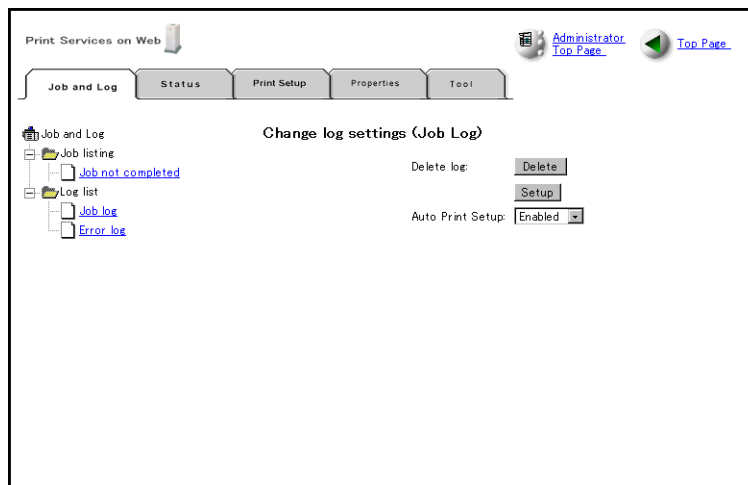 Print Services on Web
Administrator
Top Page
Top Page
Job and Log
Status
Print Setup
Properties
Tool
Job and Log
Job listing
Job not completed
Log list
Job log
Error log
Change log settings (Job Log)
Delete log: Delete
Setup
Auto Print Setup: Enabled